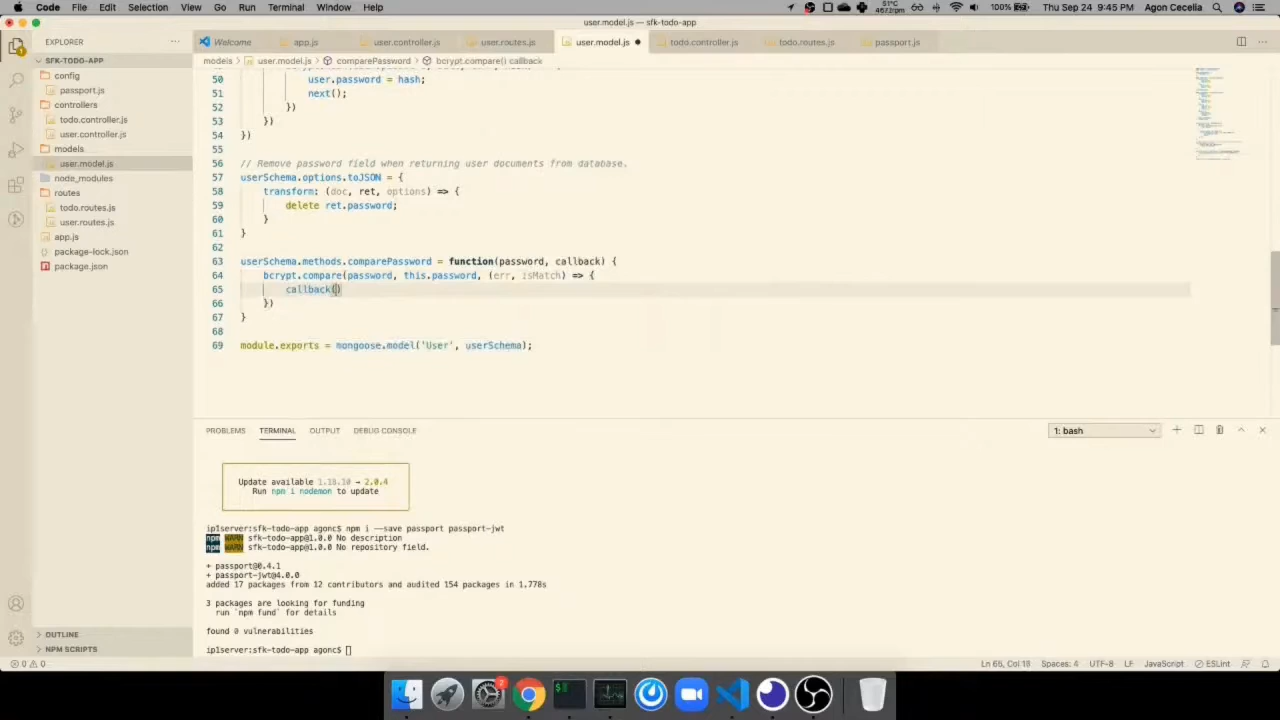 Code File Edit Selection View Go Run Terminal Window Help 100% Thu Sep 24 9:45 PM Agon Cecelia
user.model.js — sfk-todo-app
EXPLORER ···
Welcome app.js user.controller.js user.routes.js user.model.js todo.controller.js todo.routes.js passport.js
models > user.model.js > comparePassword > bcrypt.compare() callback
SFK-TODO-APP
config
passport.js
controllers
todo.controller.js
user.controller.js
models
user.model.js
node_modules
routes
todo.routes.js
user.routes.js
app.js
package-lock.json
package.json
OUTLINE
NPM SCRIPTS
50 user.password = hash;
51 next();
52 })
53 })
54 })
55
56 // Remove password field when returning user documents from database.
57 userSchema.options.toJSON = {
58 transform: (doc, ret, options) => {
59 delete ret.password;
60 }
61 }
62
63 userSchema.methods.comparePassword = function(password, callback) {
64 bcrypt.compare(password, this.password, (err, isMatch) => {
65 callback()
66 })
67 }
68
69 module.exports = mongoose.model('User', userSchema);
PROBLEMS TERMINAL OUTPUT DEBUG CONSOLE 1: bash
Update available 1.18.10 → 2.0.4
Run npm i nodemon to update
ip1server:sfk-todo-app agonc$ npm i --save passport passport-jwt
npm WARN sfk-todo-app@1.0.0 No description
npm WARN sfk-todo-app@1.0.0 No repository field.
+ passport@0.4.1
+ passport-jwt@4.0.0
added 17 packages from 12 contributors and audited 154 packages in 1.778s
3 packages are looking for funding
run `npm fund` for details
found 0 vulnerabilities
ip1server:sfk-todo-app agonc$
0 0 Ln 65, Col 18 Spaces: 4 UTF-8 LF JavaScript ESLint